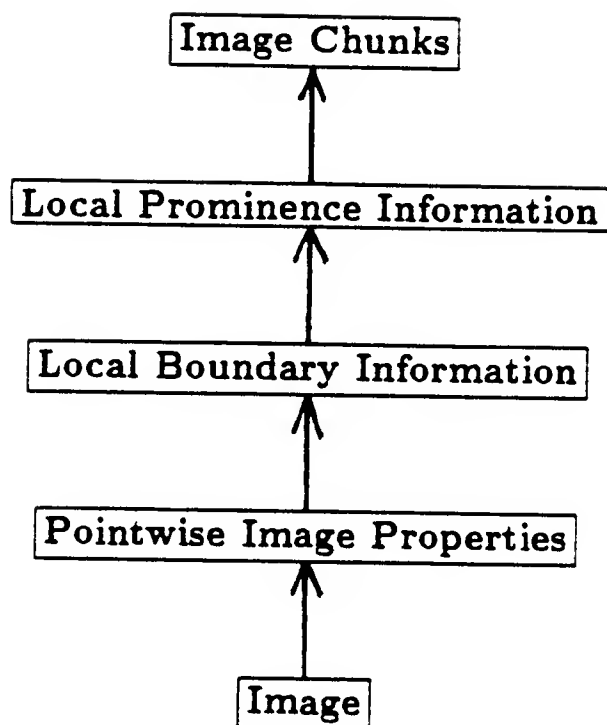 Image Chunks
Local Prominence Information
Local Boundary Information
Pointwise Image Properties
Image